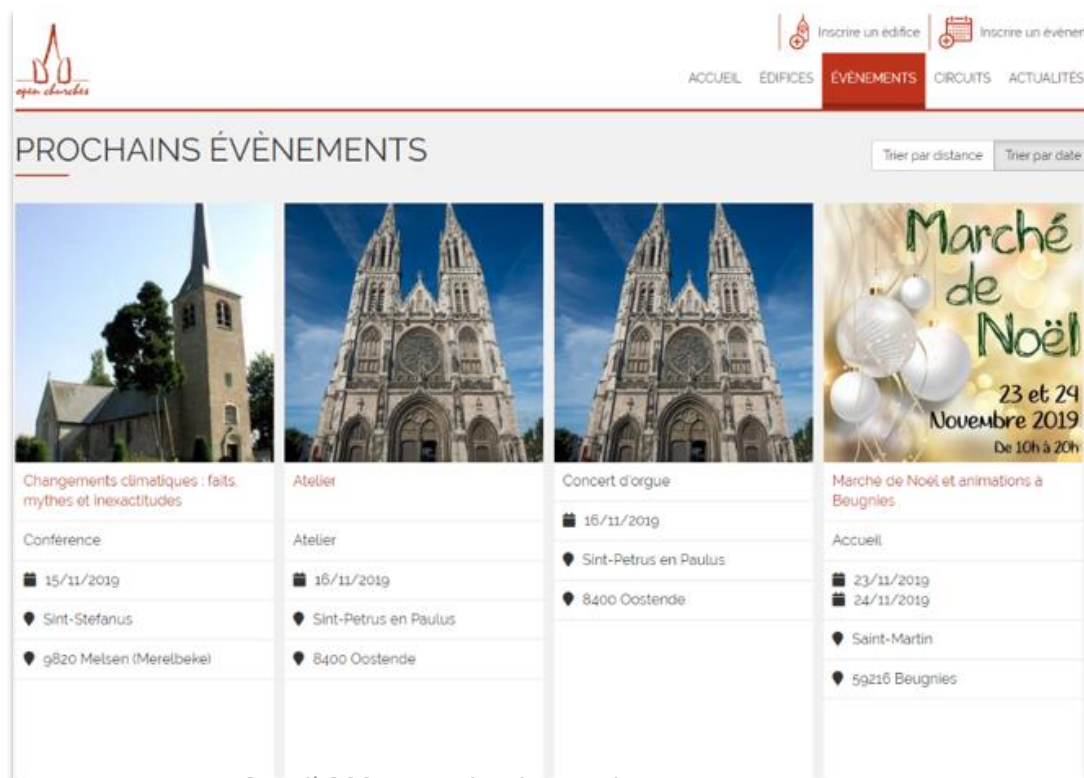 open churches
Inscrire un édifice
Inscrire un évènem
ACCUEIL ÉDIFICES ÉVÈNEMENTS CIRCUITS ACTUALITÉS
PROCHAINS ÉVÈNEMENTS
Trier par distance Trier par date
Changements climatiques : faits,
mythes et inexactitudes
Conférence
15/11/2019
Sint-Stefanus
9820 Melsen (Merelbeke)
Atelier
Atelier
16/11/2019
Sint-Petrus en Paulus
8400 Oostende
Concert d'orgue
16/11/2019
Sint-Petrus en Paulus
8400 Oostende
Marché
de
Noël
23 et 24
Novembre 2019
De 10h à 20h
Marché de Noël et animations à
Beugnies
Accueil
23/11/2019
24/11/2019
Saint-Martin
59216 Beugnies